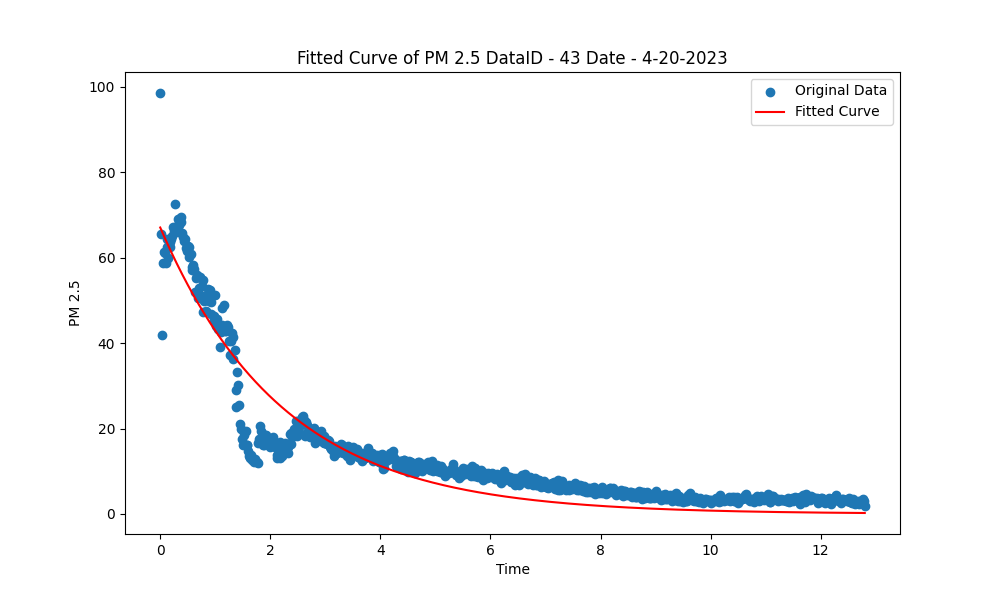 Fitted Curve of PM 2.5 DataID - 43 Date - 4-20-2023
Original Data
Fitted Curve
100
80
60
40
20
0
PM 2.5
0 2 4 6 8 10 12
Time